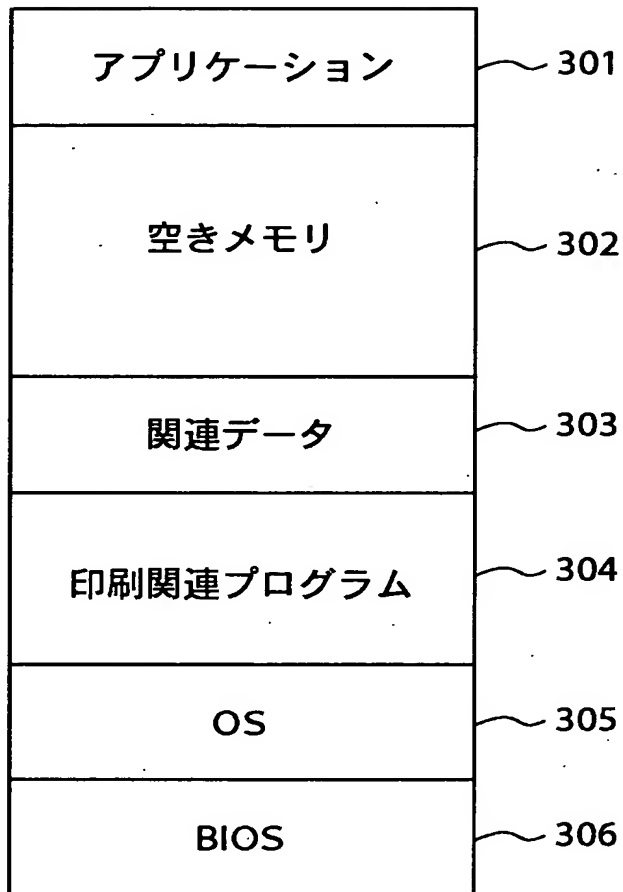 アプリケーション 301
空きメモリ 302
関連データ 303
印刷関連プログラム 304
OS 305
BIOS 306